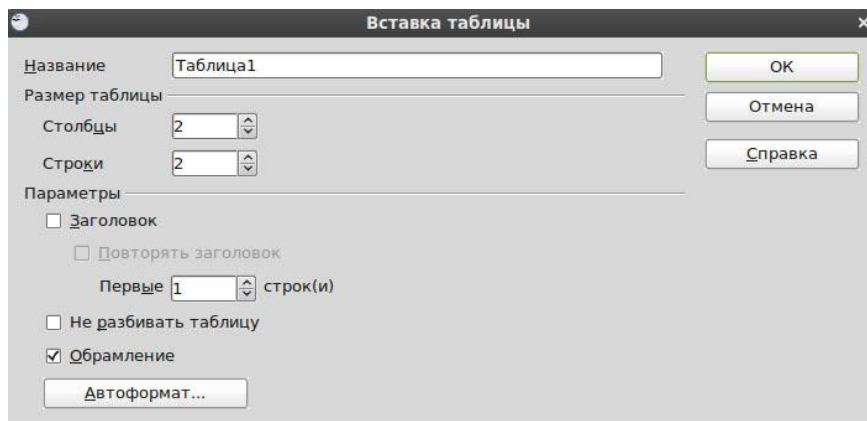 Вставка таблицы
Название Таблица1
Размер таблицы
Столбцы 2
Строки 2
Параметры
Заголовок
Повторять заголовок
Первые 1 строк(и)
Не разбивать таблицу
Обрамление
Автоформат...
ОК
Отмена
Справка